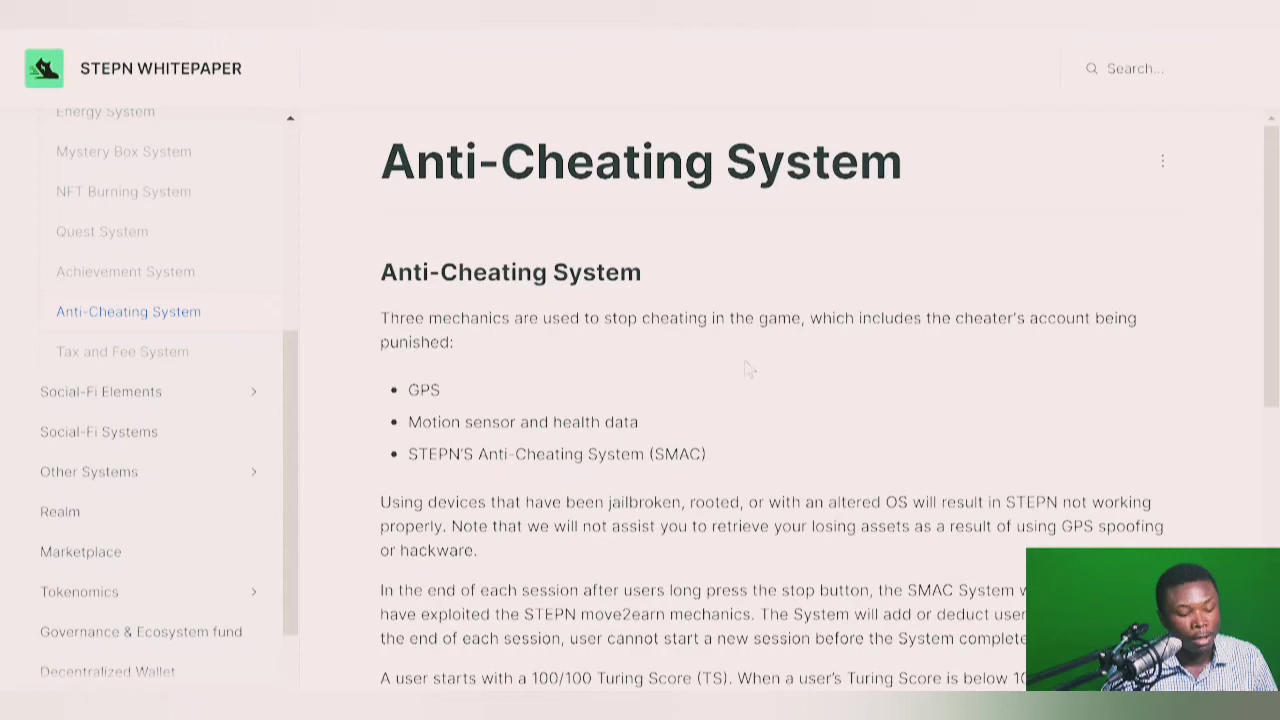 STEPN WHITEPAPER
Search...
Energy System
Mystery Box System
NFT Burning System
Quest System
Achievement System
Anti-Cheating System
Tax and Fee System
Social-Fi Elements
Social-Fi Systems
Other Systems
Realm
Marketplace
Tokenomics
Governance & Ecosystem fund
Decentralized Wallet
Anti-Cheating System
Anti-Cheating System
Three mechanics are used to stop cheating in the game, which includes the cheater's account being
punished:
• GPS
• Motion sensor and health data
• STEPN'S Anti-Cheating System (SMAC)
Using devices that have been jailbroken, rooted, or with an altered OS will result in STEPN not working
properly. Note that we will not assist you to retrieve your losing assets as a result of using GPS spoofing
or hackware.
In the end of each session after users long press the stop button, the SMAC System
have exploited the STEPN move2earn mechanics. The System will add or deduct
the end of each session, user cannot start a new session before the System
A user starts with a 100/100 Turing Score (TS). When a user's Turing Score is below